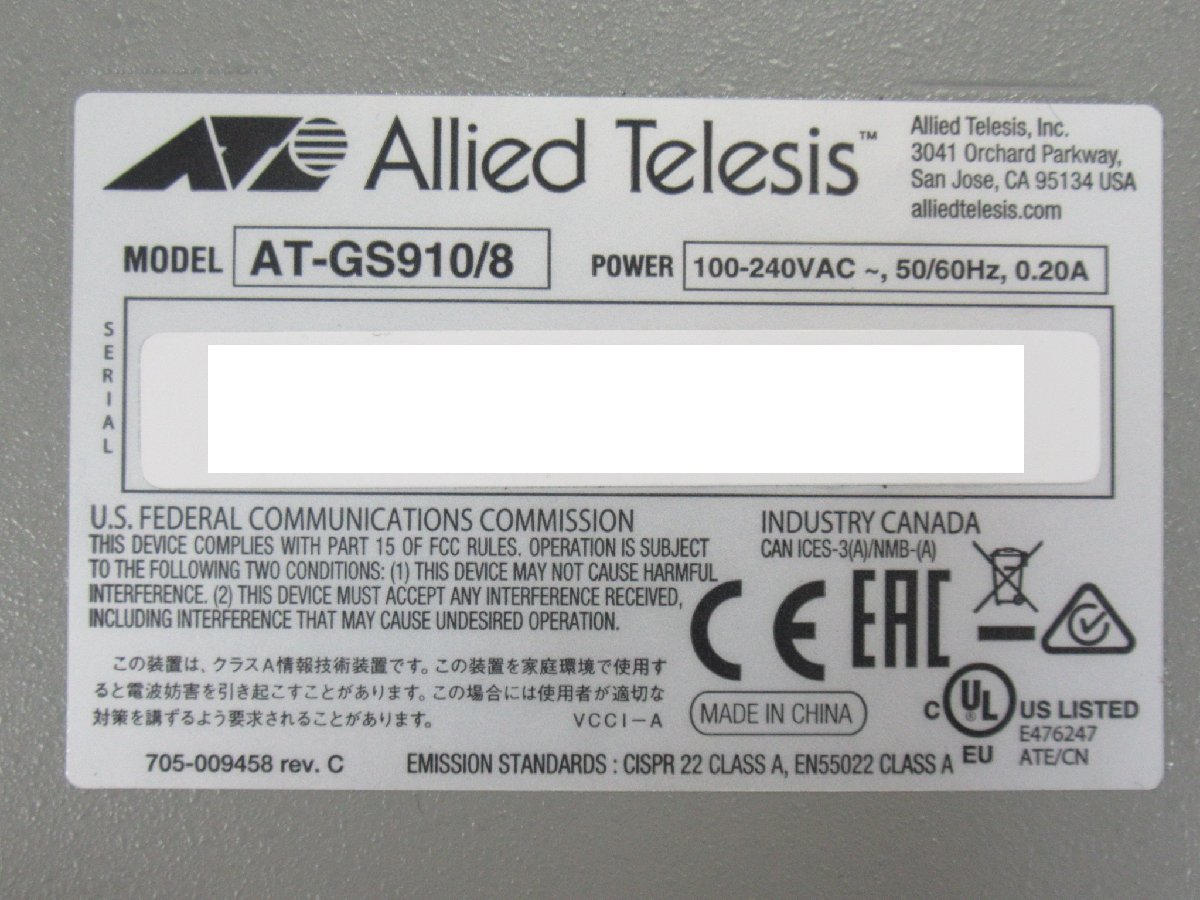 Allied Telesis™
Allied Telesis, Inc.
3041 Orchard Parkway,
San Jose, CA 95134 USA
alliedtelesis.com
MODEL AT-GS910/8
POWER 100-240VAC ~, 50/60Hz, 0.20A
SERIAL
U.S. FEDERAL COMMUNICATIONS COMMISSION
THIS DEVICE COMPLIES WITH PART 15 OF FCC RULES. OPERATION IS SUBJECT
TO THE FOLLOWING TWO CONDITIONS: (1) THIS DEVICE MAY NOT CAUSE HARMFUL
INTERFERENCE. (2) THIS DEVICE MUST ACCEPT ANY INTERFERENCE RECEIVED,
INCLUDING INTERFERENCE THAT MAY CAUSE UNDESIRED OPERATION.
INDUSTRY CANADA
CAN ICES-3(A)/NMB-(A)
CE EAC
この装置は、クラスA情報技術装置です。この装置を家庭環境で使用す
ると電波妨害を引き起こすことがあります。この場合には使用者が適切な
対策を講ずるよう要求されることがあります。 VCCI-A
MADE IN CHINA
C UL ® US LISTED
E476247
EU ATE/CN
705-009458 rev. C
EMISSION STANDARDS : CISPR 22 CLASS A, EN55022 CLASS A